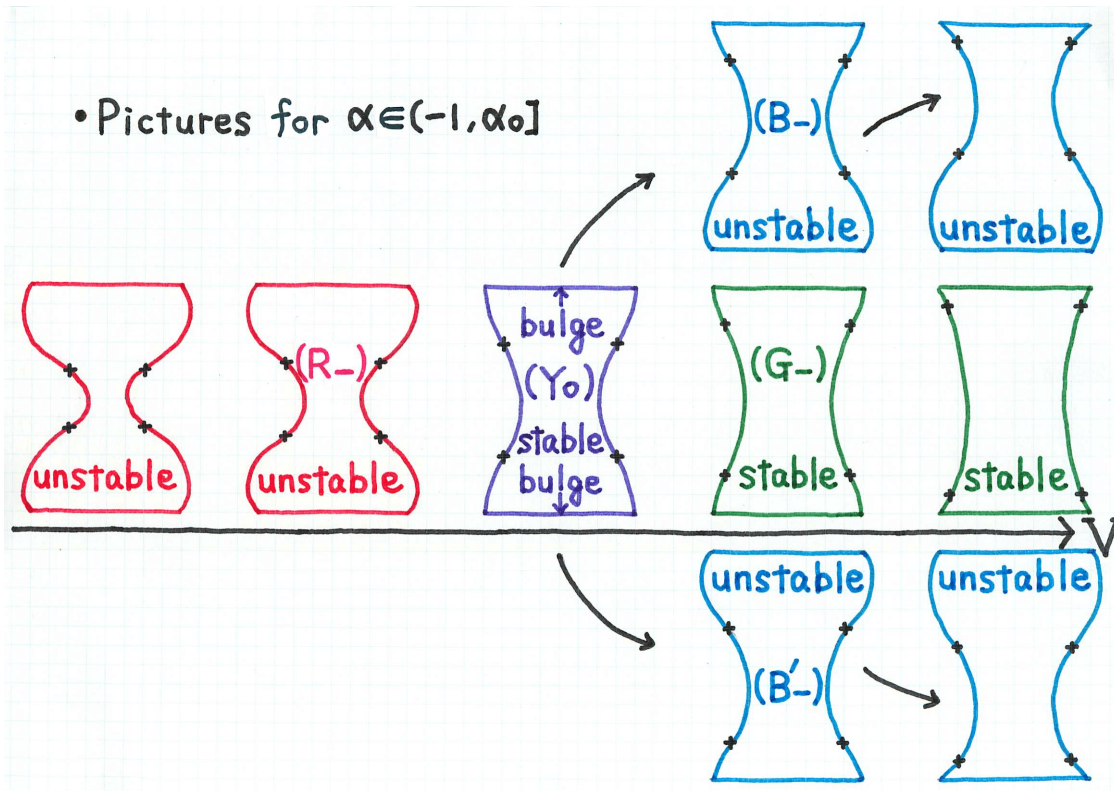 • Pictures for α∈(-1, α₀]
(B₋)
unstable
unstable
unstable
(R₋)
unstable
bulge
(Y₀)
stable
bulge
(G₋)
stable
stable
V
unstable
(B′₋)
unstable